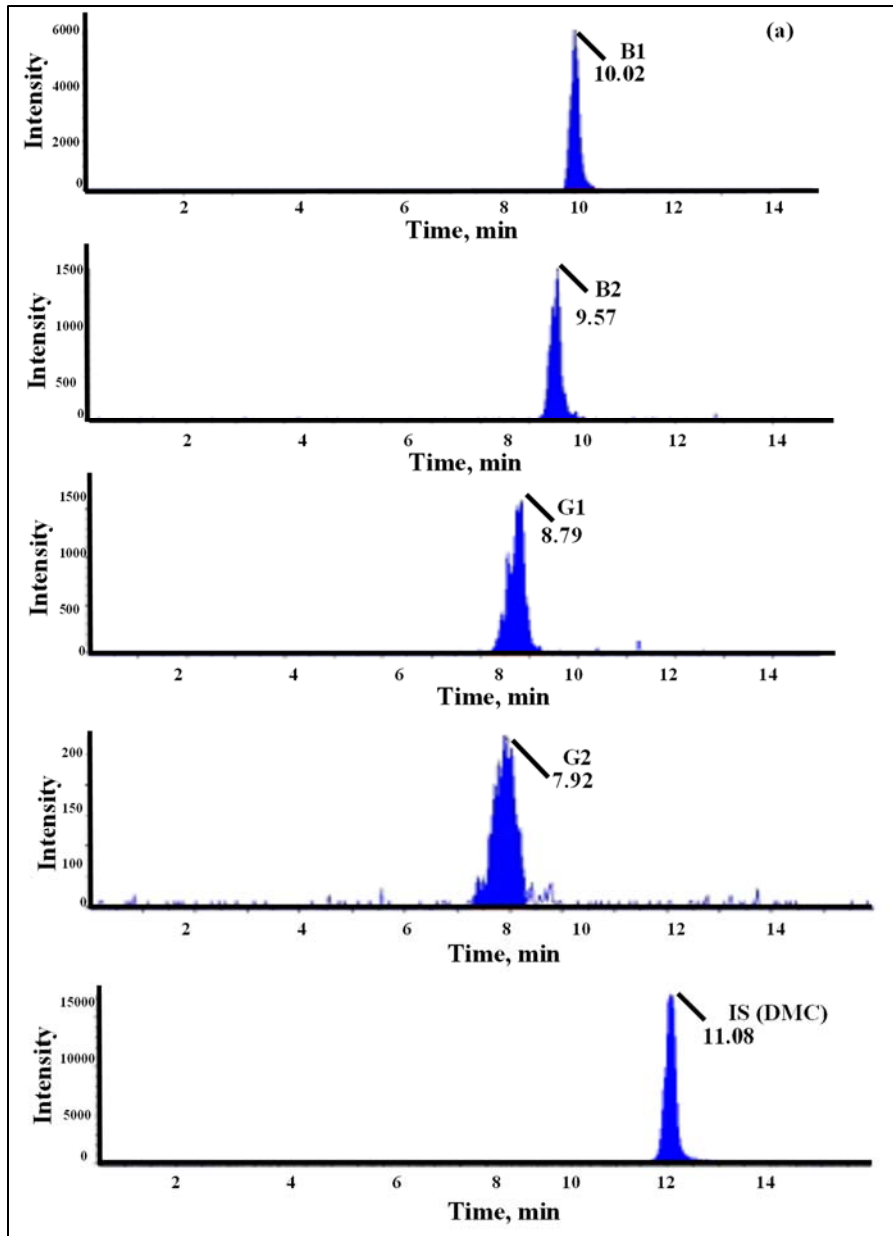 (a)
6000
4000
2000
0
Intensity
B1
10.02
2 4 6 8 10 12 14
Time, min
1500
1000
500
0
Intensity
B2
9.57
2 4 6 8 10 12 14
Time, min
1500
1000
500
0
Intensity
G1
8.79
2 4 6 8 10 12 14
Time, min
200
150
100
0
Intensity
G2
7.92
2 4 6 8 10 12 14
Time, min
15000
10000
5000
0
Intensity
IS (DMC)
11.08
2 4 6 8 10 12 14
Time, min